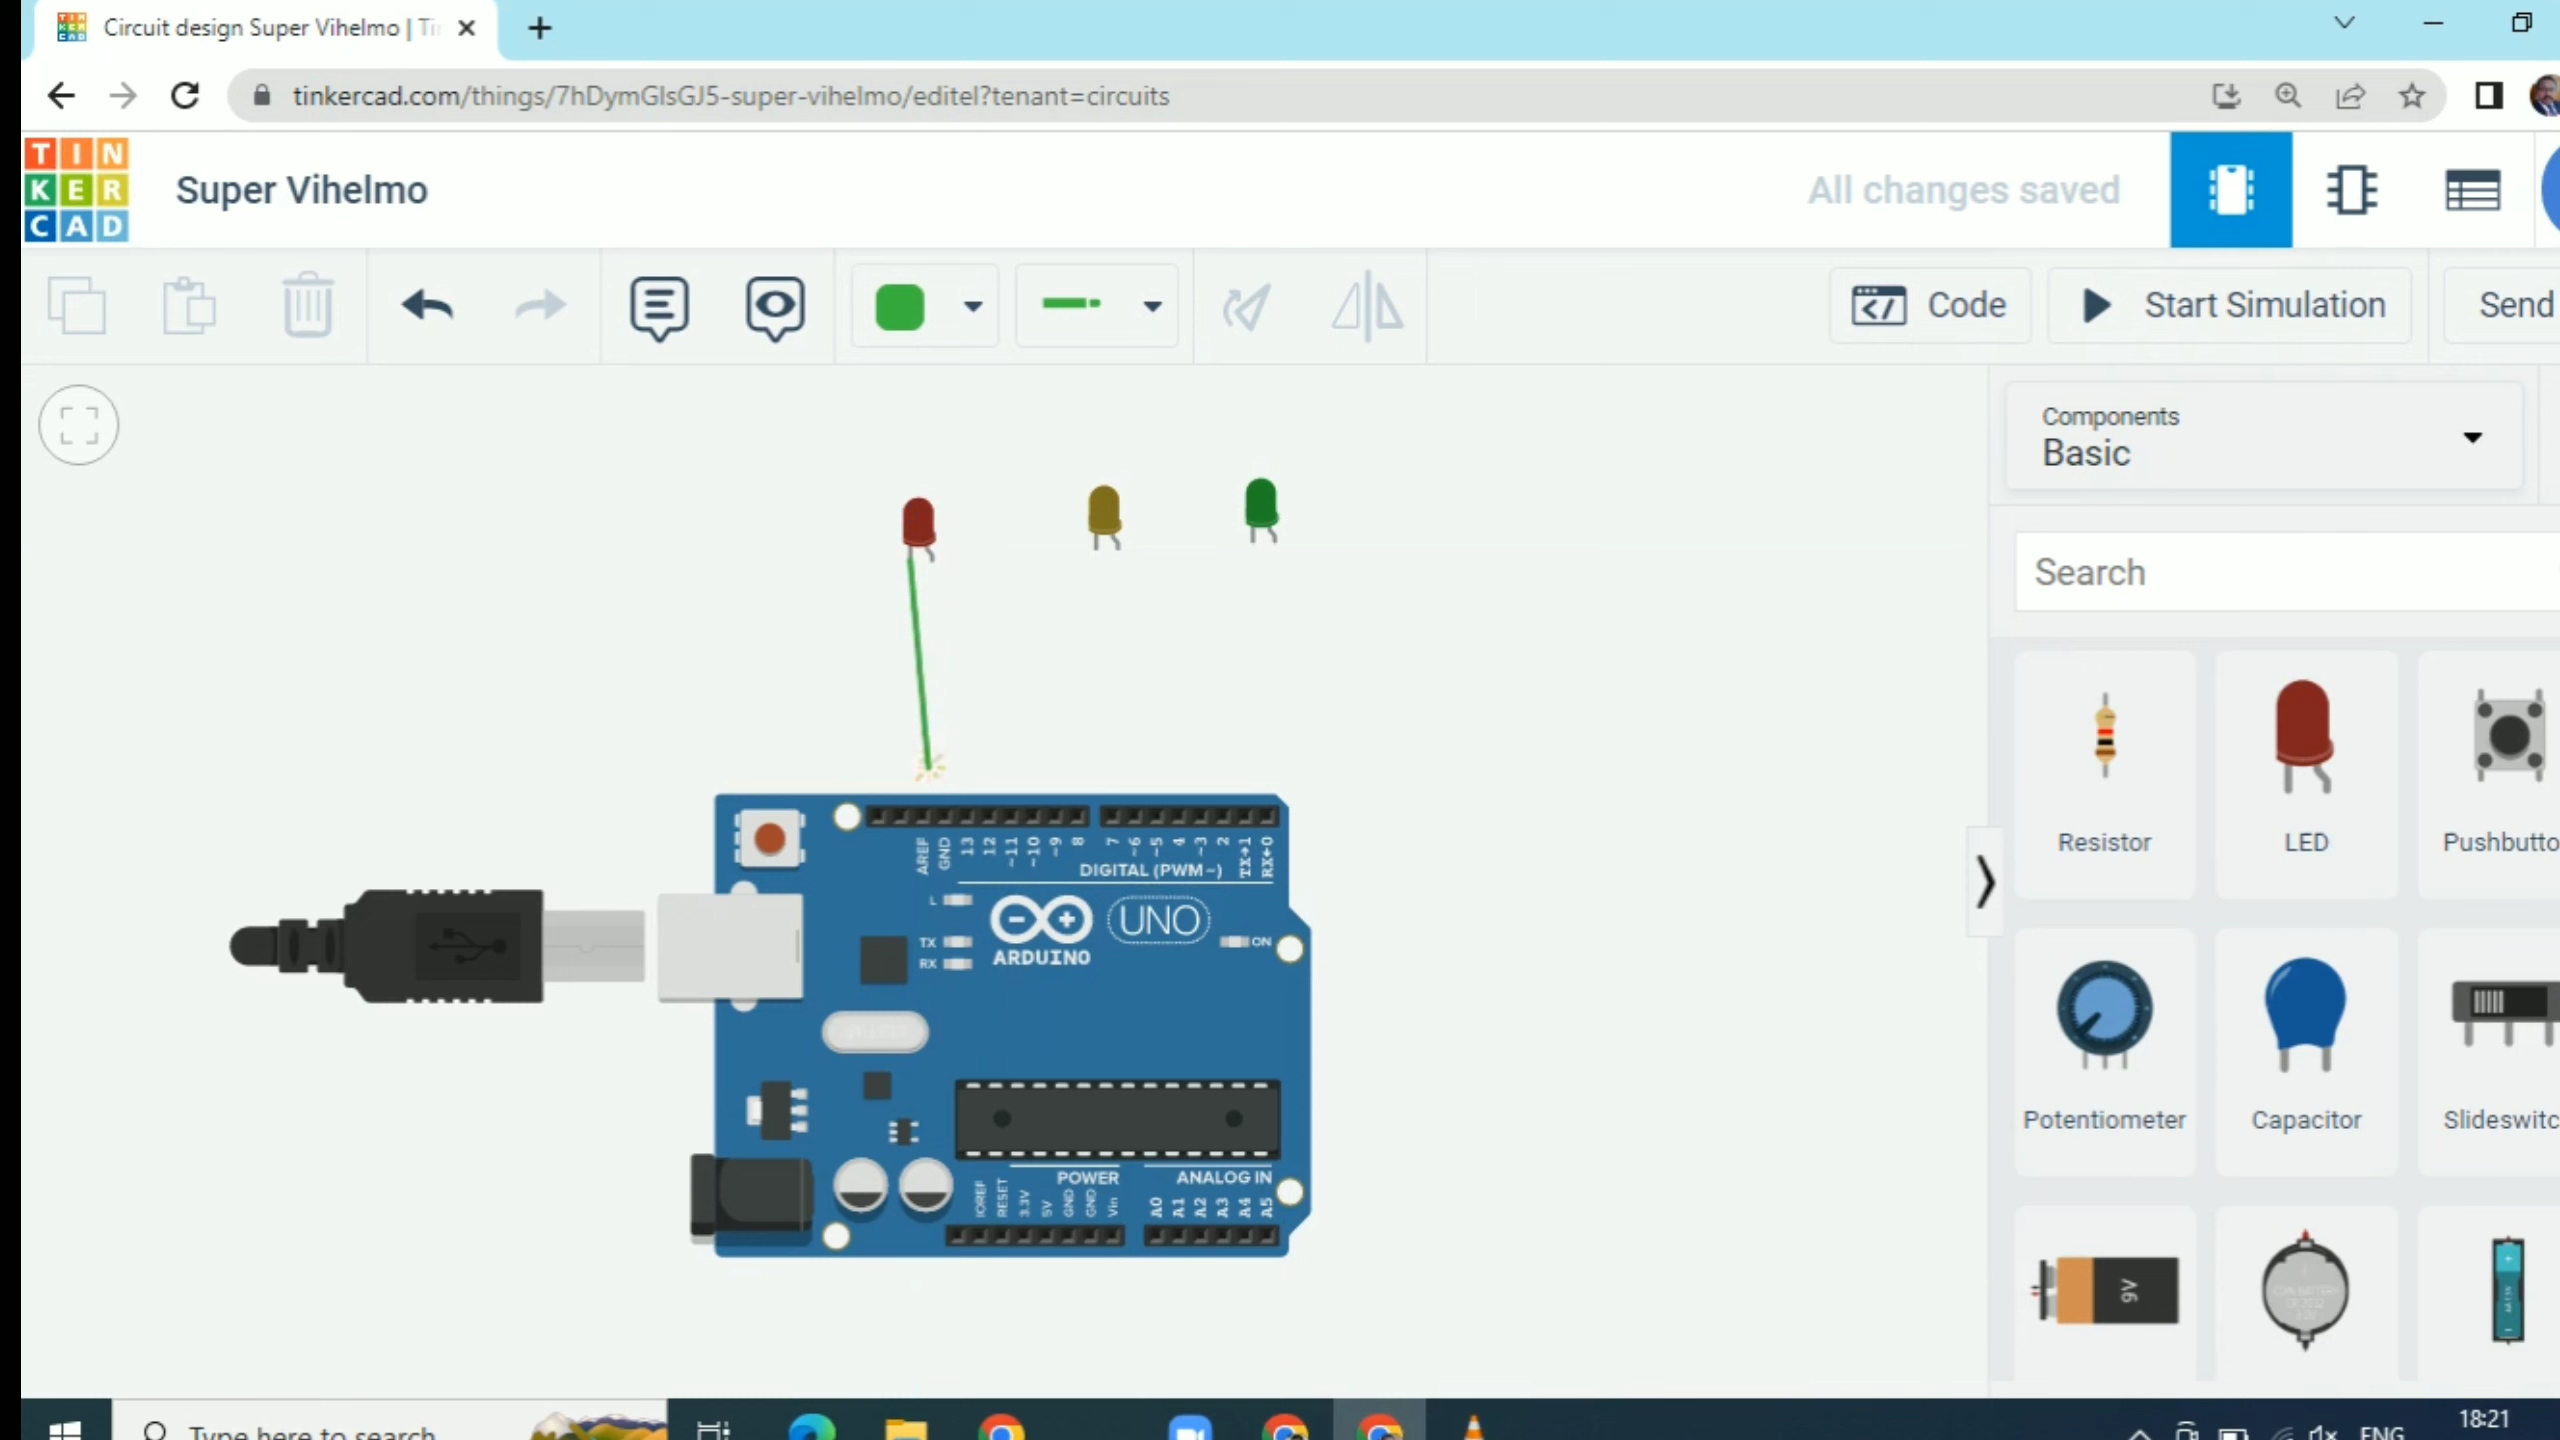 Circuit design Super Vihelmo | Ti
tinkercad.com/things/7hDymGIsGJ5-super-vihelmo/editel?tenant=circuits
TIN
KER
CAD
Super Vihelmo
All changes saved
Code
Start Simulation
Send
Components
Basic
Search
Resistor
LED
Pushbutto
Potentiometer
Capacitor
Slideswitc
9V
AREF
GND
13
12
~11
~10
~9
8
7
~6
~5
4
~3
2
TX→1
RX←0
DIGITAL (PWM~)
L
TX
RX
ARDUINO
UNO
ON
POWER
ANALOG IN
IOREF
RESET
3.3V
5V
GND
GND
Vin
A0
A1
A2
A3
A4
A5
Type here to search
ENG
18:21